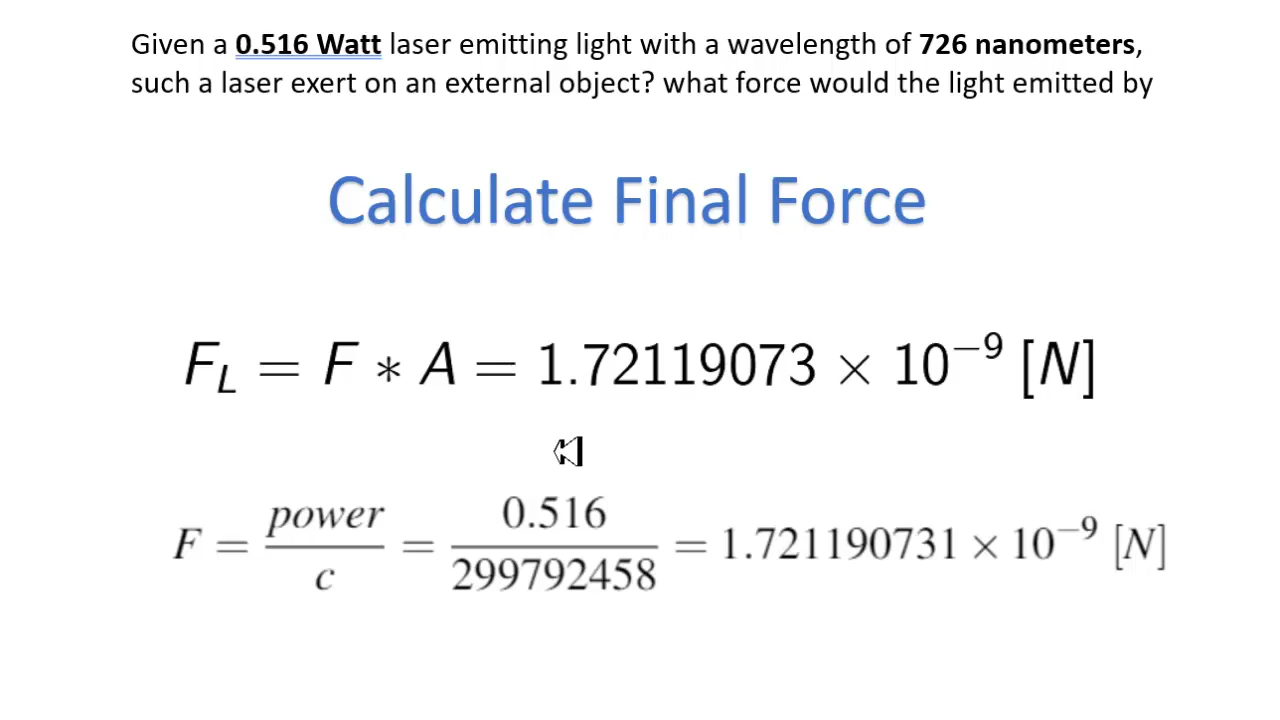 Given a 0.516 Watt laser emitting light with a wavelength of 726 nanometers,
such a laser exert on an external object? what force would the light emitted by
Calculate Final Force
F_L = F * A = 1.72119073 × 10^{-9} [N]
F = power / c = 0.516 / 299792458 = 1.721190731 × 10^{-9} [N]